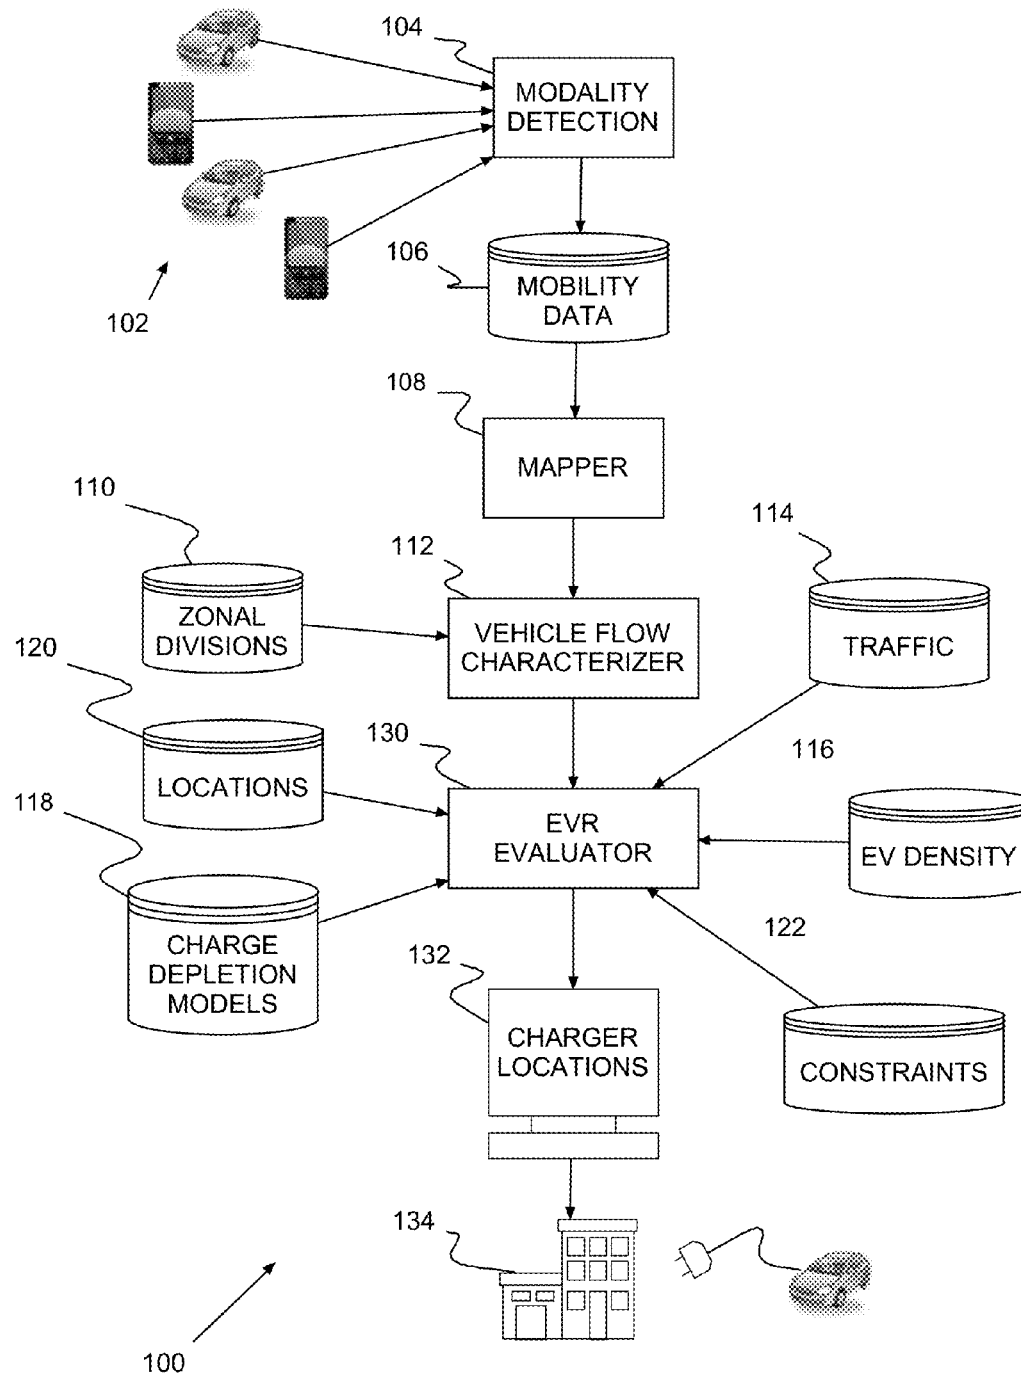 104
MODALITY
DETECTION
102
106
MOBILITY
DATA
108
MAPPER
110
ZONAL
DIVISIONS
112
VEHICLE FLOW
CHARACTERIZER
114
TRAFFIC
120
LOCATIONS
130
EVR
EVALUATOR
116
EV DENSITY
118
CHARGE
DEPLETION
MODELS
122
CONSTRAINTS
132
CHARGER
LOCATIONS
134
100